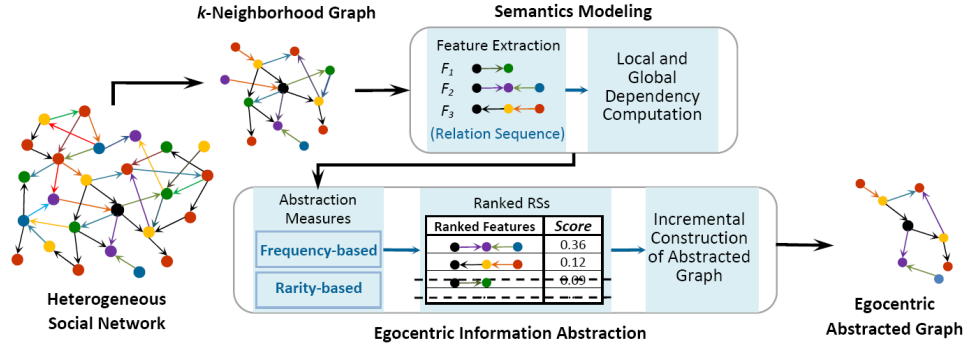 k-Neighborhood Graph
Semantics Modeling
Feature Extraction
F1
F2
F3
(Relation Sequence)
Local and
Global
Dependency
Computation
Heterogeneous
Social Network
Abstraction
Measures
Frequency-based
Rarity-based
Ranked RSs
Ranked Features Score
0.36
0.12
0.09
Incremental
Construction
of Abstracted
Graph
Egocentric Information Abstraction
Egocentric
Abstracted Graph